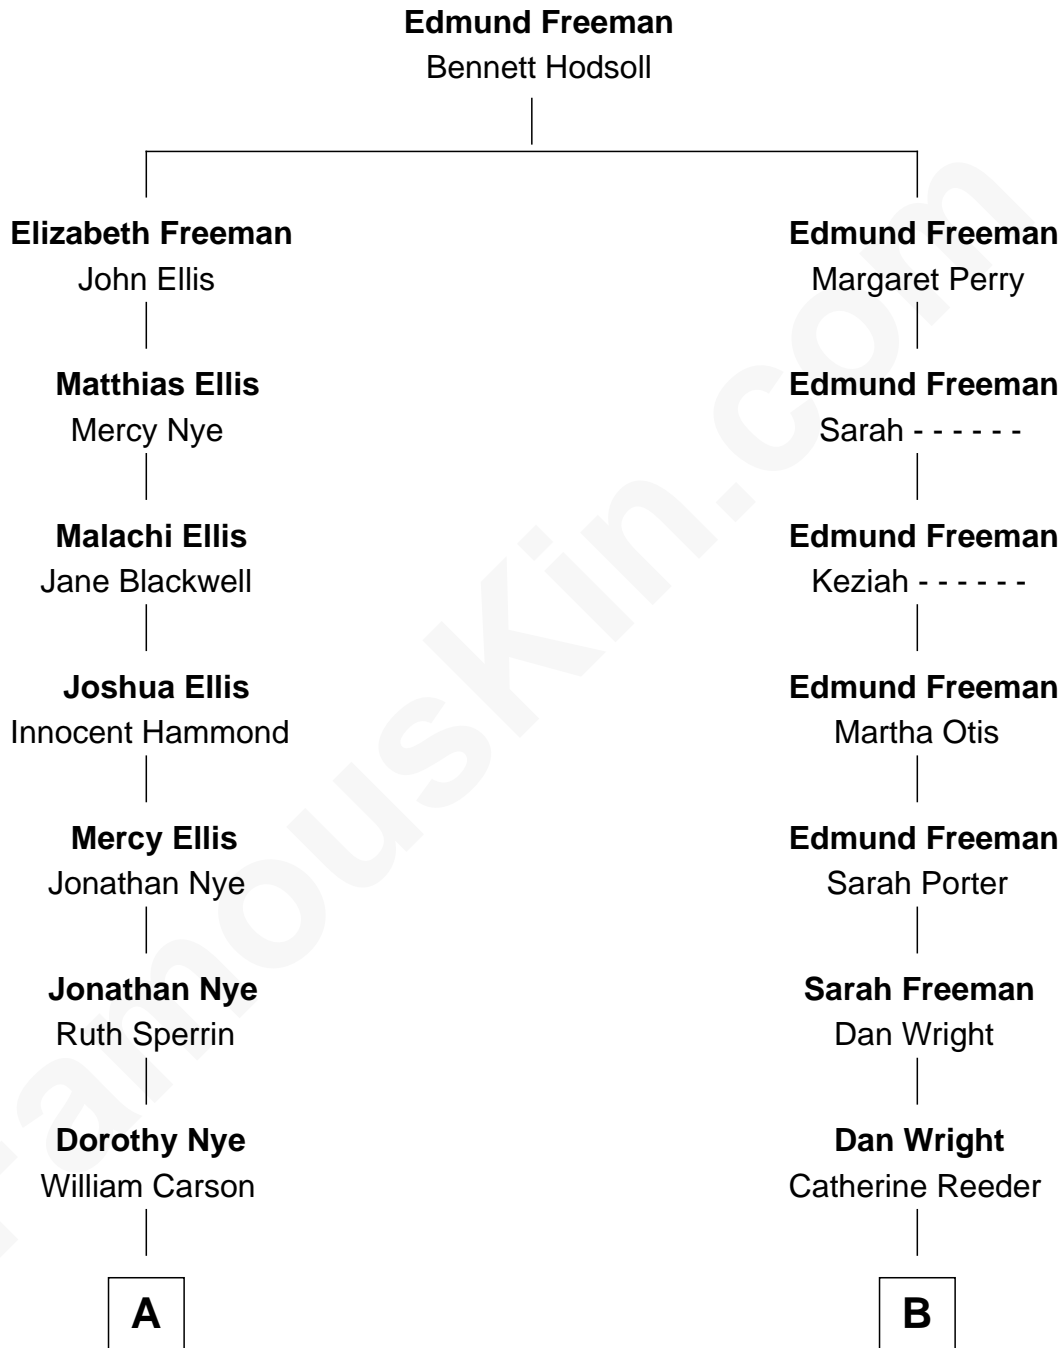 Edmund Freeman
Bennett Hodsoll
Elizabeth Freeman
John Ellis
Edmund Freeman
Margaret Perry
Matthias Ellis
Mercy Nye
Edmund Freeman
Sarah - - - - - -
Malachi Ellis
Jane Blackwell
Edmund Freeman
Keziah - - - - - -
Joshua Ellis
Innocent Hammond
Edmund Freeman
Martha Otis
Mercy Ellis
Jonathan Nye
Edmund Freeman
Sarah Porter
Jonathan Nye
Ruth Sperrin
Sarah Freeman
Dan Wright
Dorothy Nye
William Carson
Dan Wright
Catherine Reeder
A
B
FamousKin.com